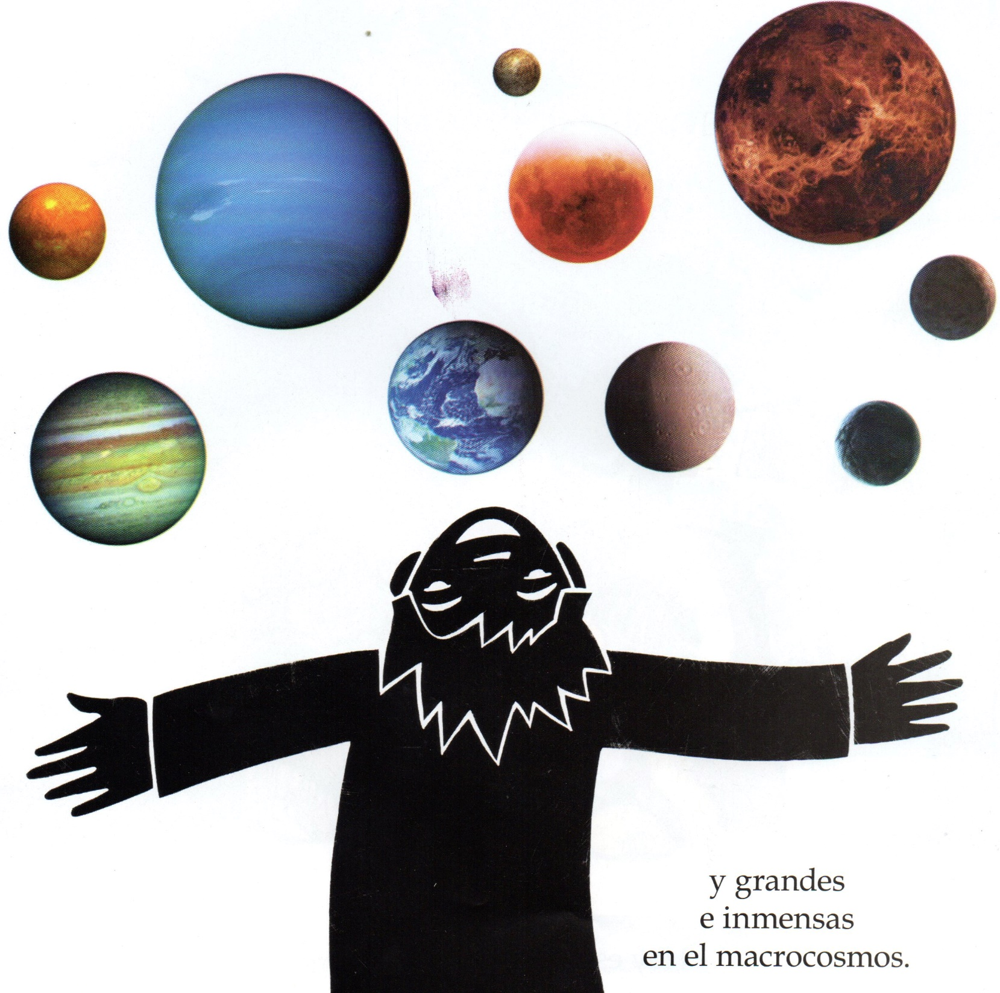 y grandes
e inmensas
en el macrocosmos.